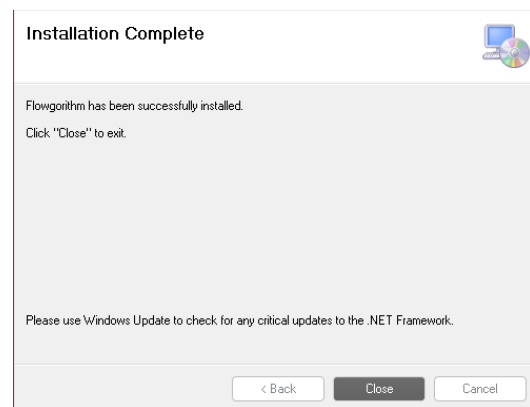 Installation Complete
Flowgorithm has been successfully installed.
Click "Close" to exit.
Please use Windows Update to check for any critical updates to the .NET Framework.
< Back
Close
Cancel